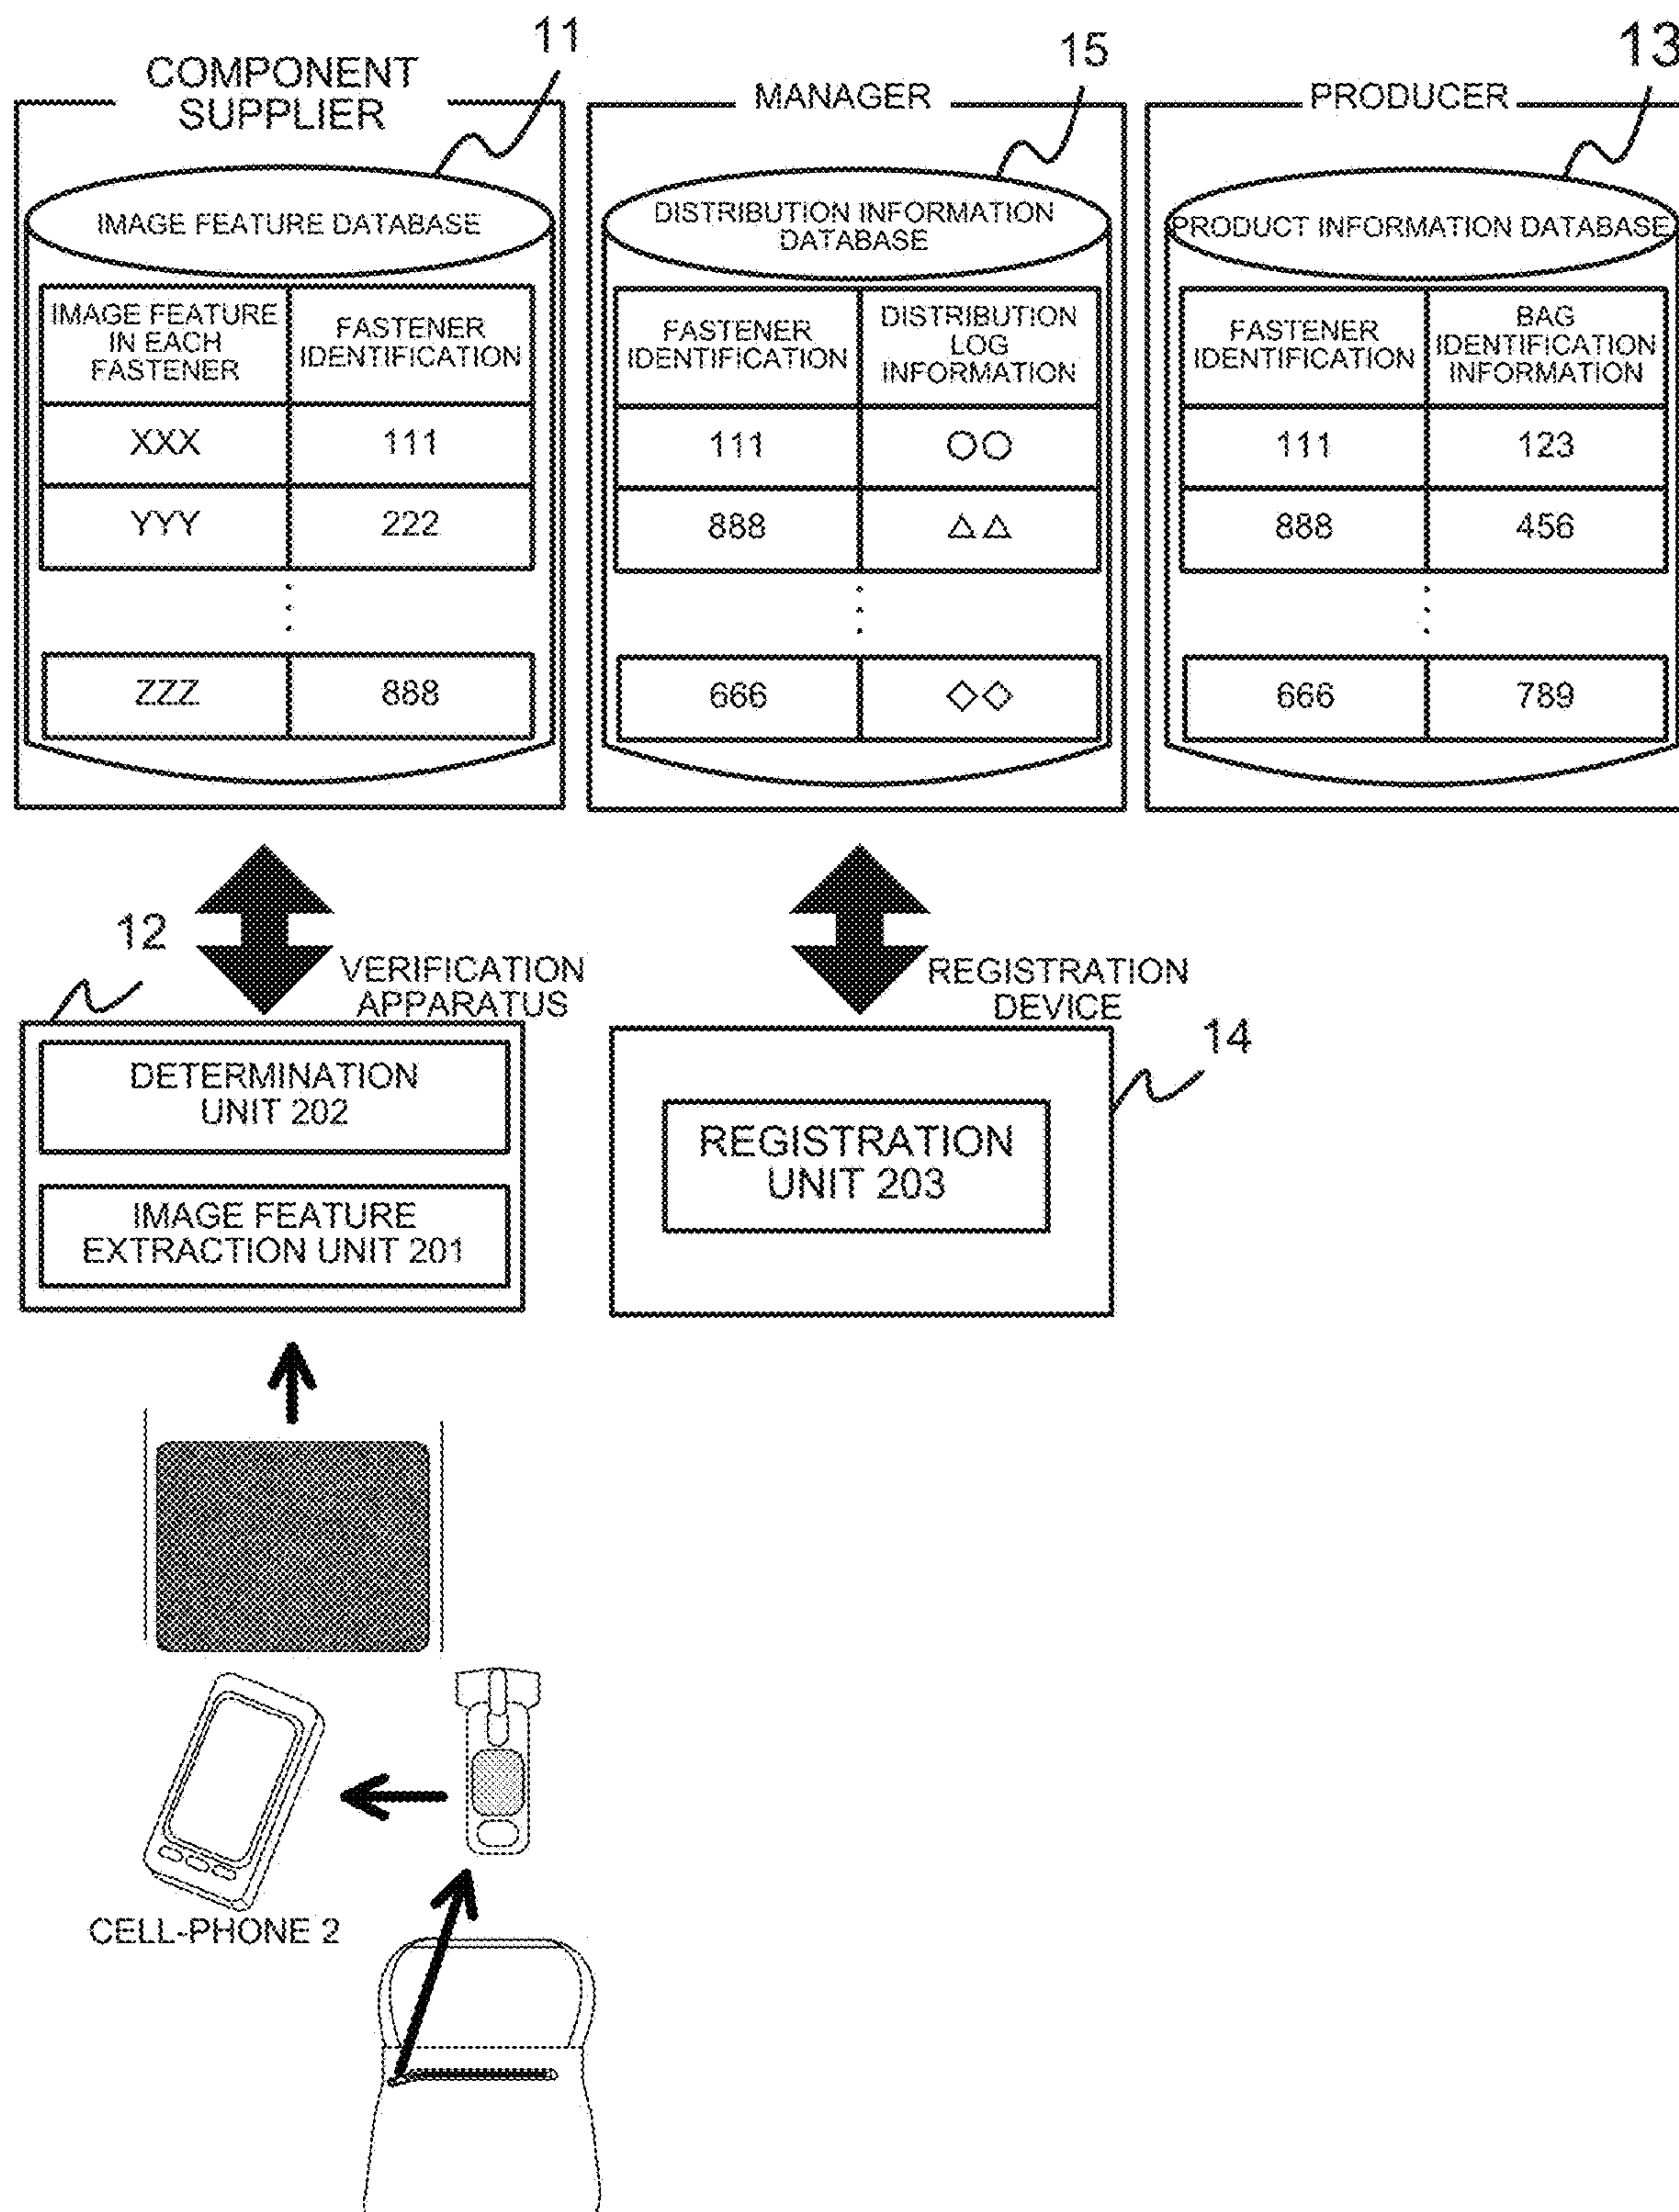 11
15
13
COMPONENT
SUPPLIER
MANAGER
PRODUCER
IMAGE FEATURE DATABASE
DISTRIBUTION INFORMATION
DATABASE
PRODUCT INFORMATION DATABASE
IMAGE FEATURE
IN EACH
FASTENER
FASTENER
IDENTIFICATION
XXX
111
YYY
222
ZZZ
888
FASTENER
IDENTIFICATION
DISTRIBUTION
LOG
INFORMATION
111
○○
888
△△
666
◇◇
FASTENER
IDENTIFICATION
BAG
IDENTIFICATION
INFORMATION
111
123
888
456
666
789
12
VERIFICATION
APPARATUS
REGISTRATION
DEVICE
14
DETERMINATION
UNIT 202
IMAGE FEATURE
EXTRACTION UNIT 201
REGISTRATION
UNIT 203
CELL-PHONE 2